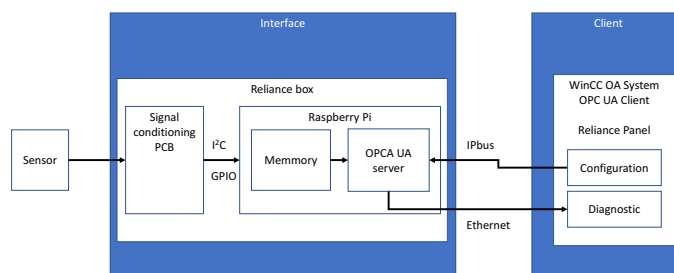 Interface
Client
Reliance box
WinCC OA System
OPC UA Client
Signal
conditioning
PCB
Raspberry Pi
Reliance Panel
I²C
IPbus
Sensor
Memmory
OPCA UA
server
Configuration
GPIO
Diagnostic
Ethernet